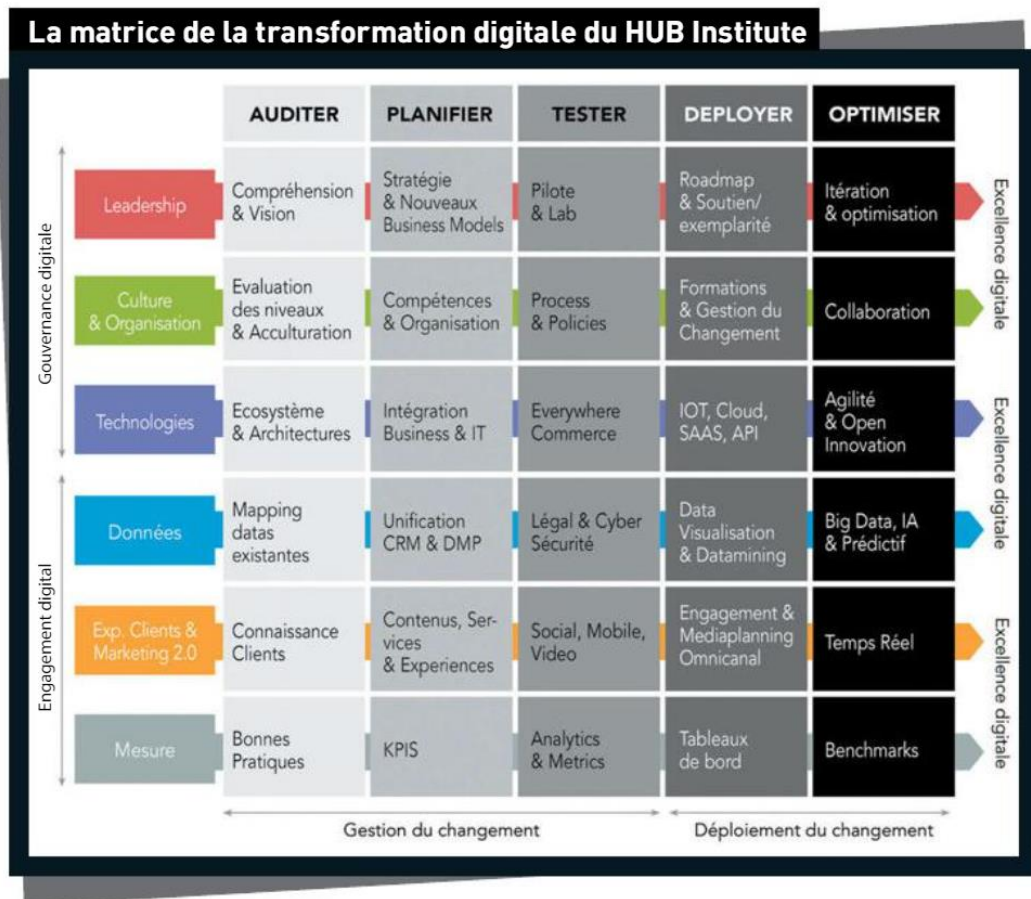 La matrice de la transformation digitale du HUB Institute
AUDITER
PLANIFIER
TESTER
DEPLOYER
OPTIMISER
Gouvernance digitale
Leadership
Compréhension
& Vision
Stratégie
& Nouveaux
Business Models
Pilote
& Lab
Roadmap
& Soutien/
exemplarité
Itération
& optimisation
Excellence digitale
Culture
& Organisation
Evaluation
des niveaux
& Acculturation
Compétences
& Organisation
Process
& Policies
Formations
& Gestion du
Changement
Collaboration
Technologies
Ecosystème
& Architectures
Intégration
Business & IT
Everywhere
Commerce
IOT, Cloud,
SAAS, API
Agilité
& Open
Innovation
Excellence digitale
Engagement digital
Données
Mapping
datas
existantes
Unification
CRM & DMP
Légal & Cyber
Sécurité
Data
Visualisation
& Datamining
Big Data, IA
& Prédictif
Exp. Clients &
Marketing 2.0
Connaissance
Clients
Contenus, Ser-
vices
& Experiences
Social, Mobile,
Video
Engagement &
Mediaplanning
Omnicanal
Temps Réel
Excellence digitale
Mesure
Bonnes
Pratiques
KPIS
Analytics
& Metrics
Tableaux
de bord
Benchmarks
Gestion du changement
Déploiement du changement